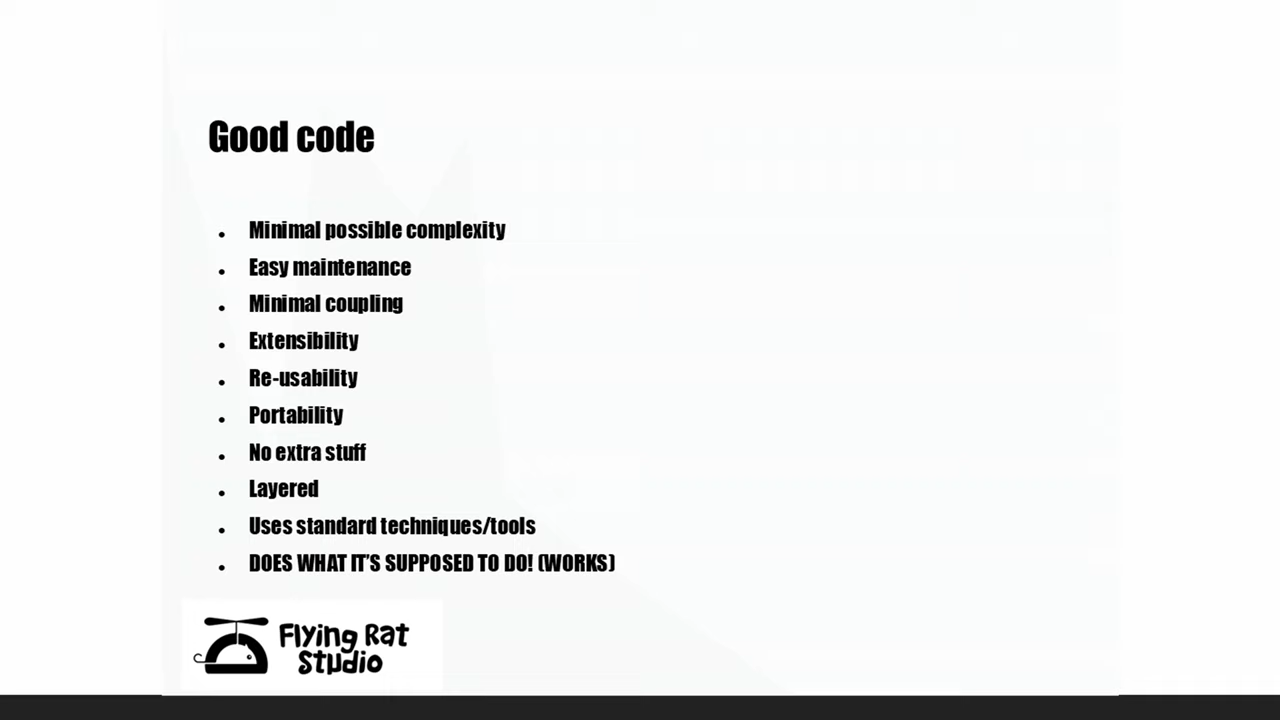 Good code
• Minimal possible complexity
• Easy maintenance
• Minimal coupling
• Extensibility
• Re-usability
• Portability
• No extra stuff
• Layered
• Uses standard techniques/tools
• DOES WHAT IT’S SUPPOSED TO DO! (WORKS)
Flying Rat
Studio